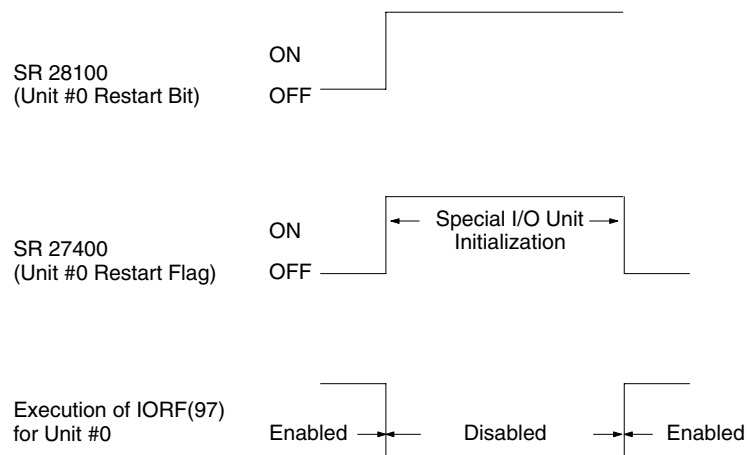 ON
SR 28100
(Unit #0 Restart Bit)
OFF
ON
Special I/O Unit
Initialization
SR 27400
(Unit #0 Restart Flag)
OFF
Execution of IORF(97)
for Unit #0
Enabled
Disabled
Enabled